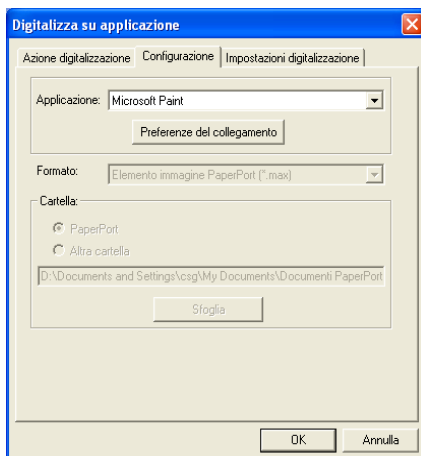 Digitalizza su applicazione
Azione digitalizzazione Configurazione Impostazioni digitalizzazione
Applicazione: Microsoft Paint
Preferenze del collegamento
Formato: Elemento immagine PaperPort (*.max)
Cartella:
PaperPort
Altra cartella
D:\Documents and Settings\csg\My Documents\Documenti PaperPort
Sfoglia
OK Annulla